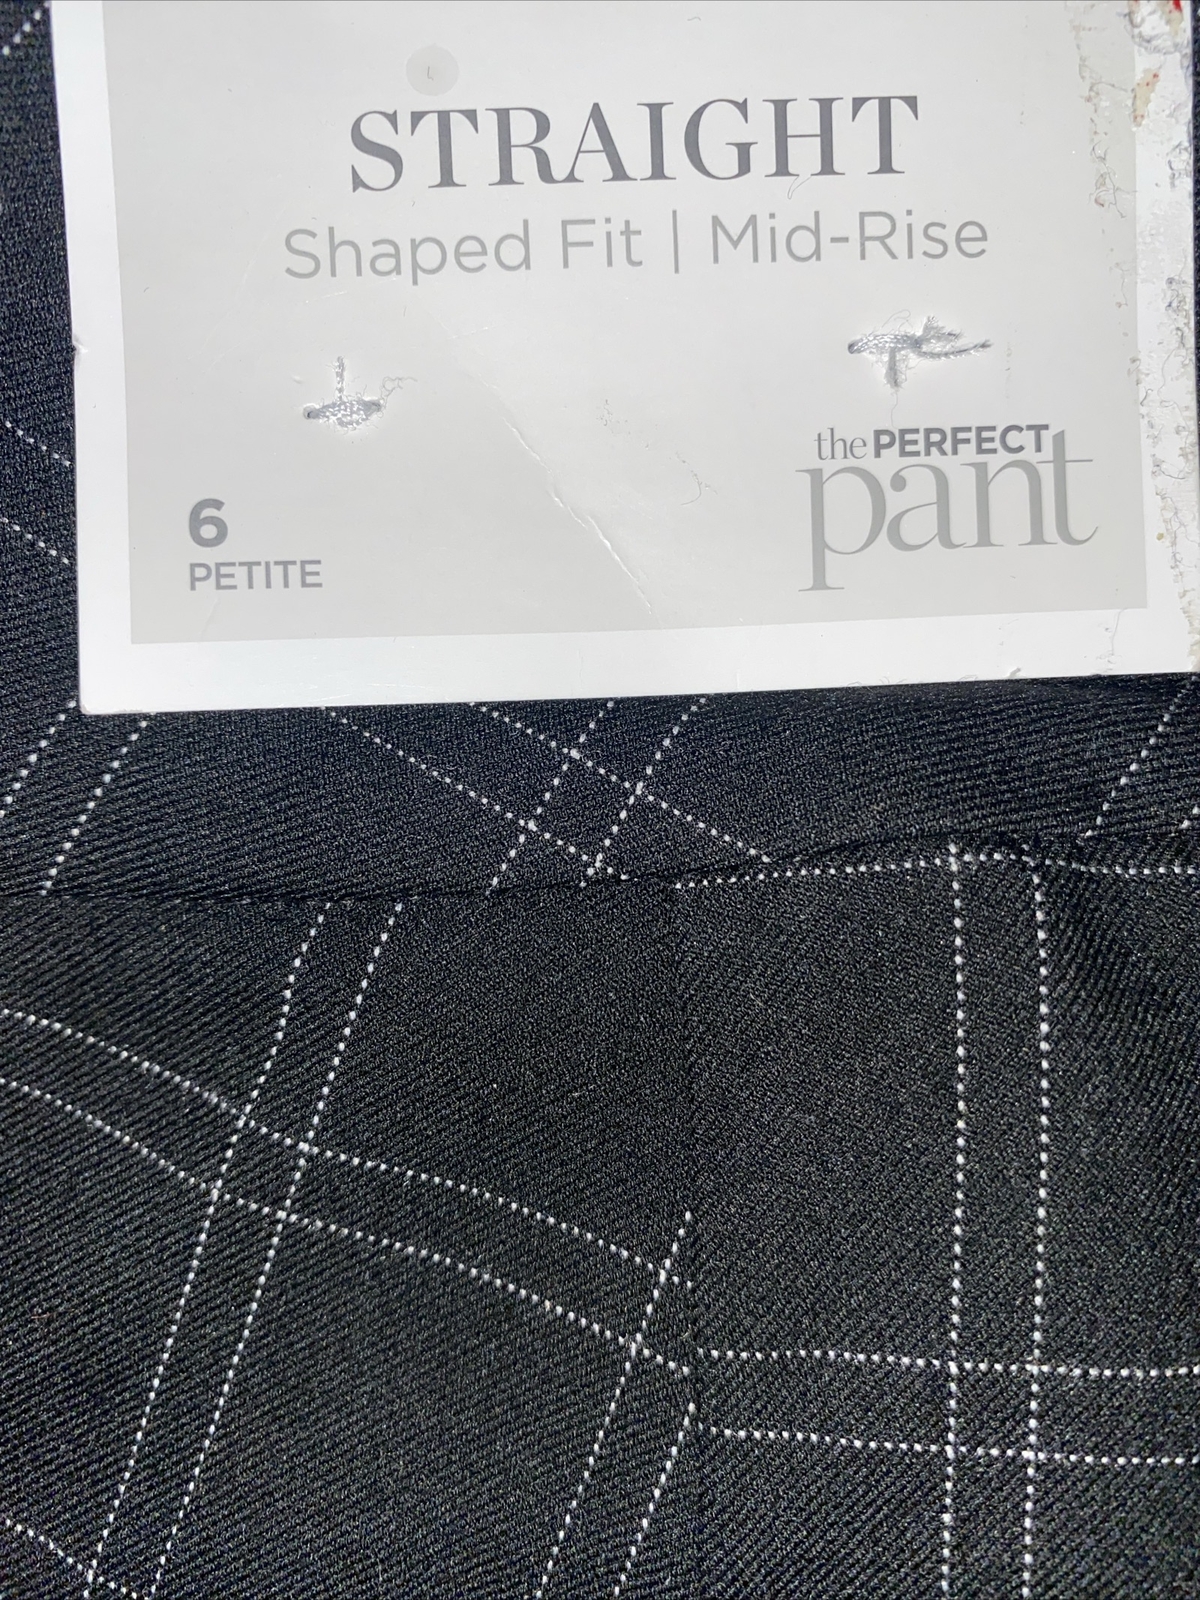 STRAIGHT
Shaped Fit | Mid-Rise
the PERFECT
pant
6
PETITE